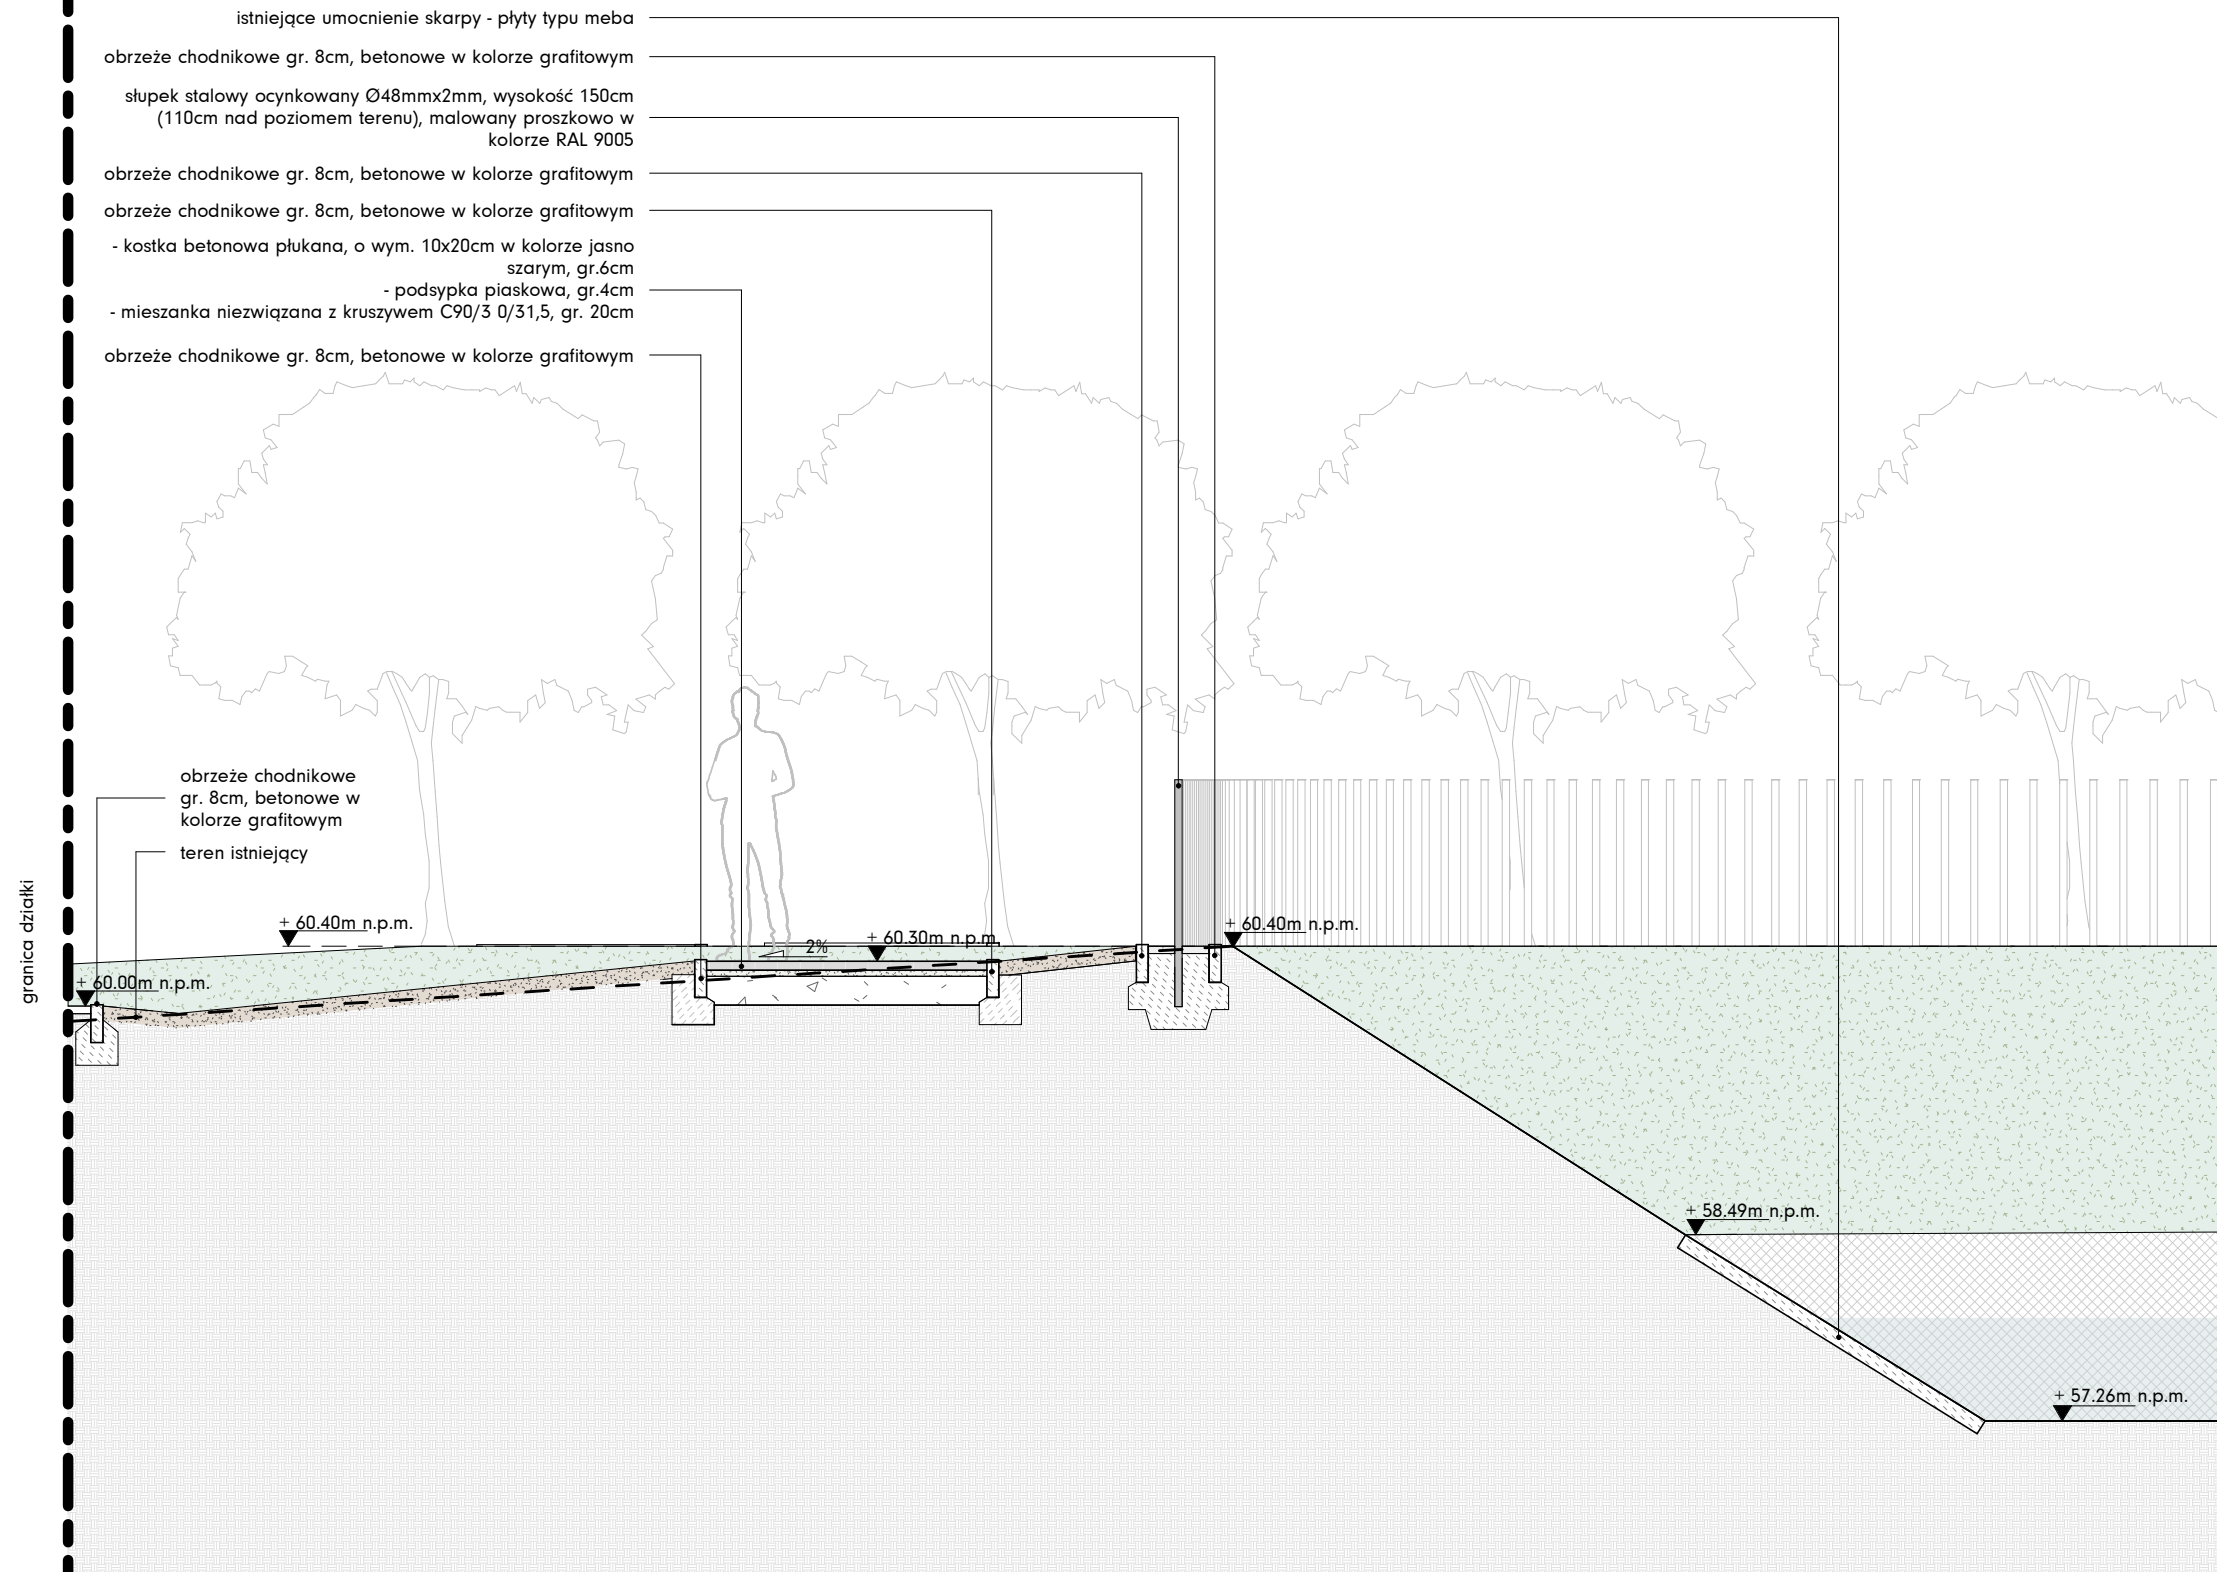 istniejące umocnienie skarpy - płyty typu meba
obrzeże chodnikowe gr. 8cm, betonowe w kolorze grafitowym
słupek stalowy ocynkowany Ø48mmx2mm, wysokość 150cm
(110cm nad poziomem terenu), malowany proszkowo w
kolorze RAL 9005
obrzeże chodnikowe gr. 8cm, betonowe w kolorze grafitowym
obrzeże chodnikowe gr. 8cm, betonowe w kolorze grafitowym
- kostka betonowa płukana, o wym. 10x20cm w kolorze jasno
szarym, gr.6cm
- podsypka piaskowa, gr.4cm
- mieszanka niezwiązana z kruszywem C90/3 0/31,5, gr. 20cm
obrzeże chodnikowe gr. 8cm, betonowe w kolorze grafitowym
obrzeże chodnikowe
gr. 8cm, betonowe w
kolorze grafitowym
teren istniejący
granica działki
+ 60.40m n.p.m.
+ 60.00m n.p.m.
2%
+ 60.30m n.p.m.
+ 60.40m n.p.m.
+ 58.49m n.p.m.
+ 57.26m n.p.m.